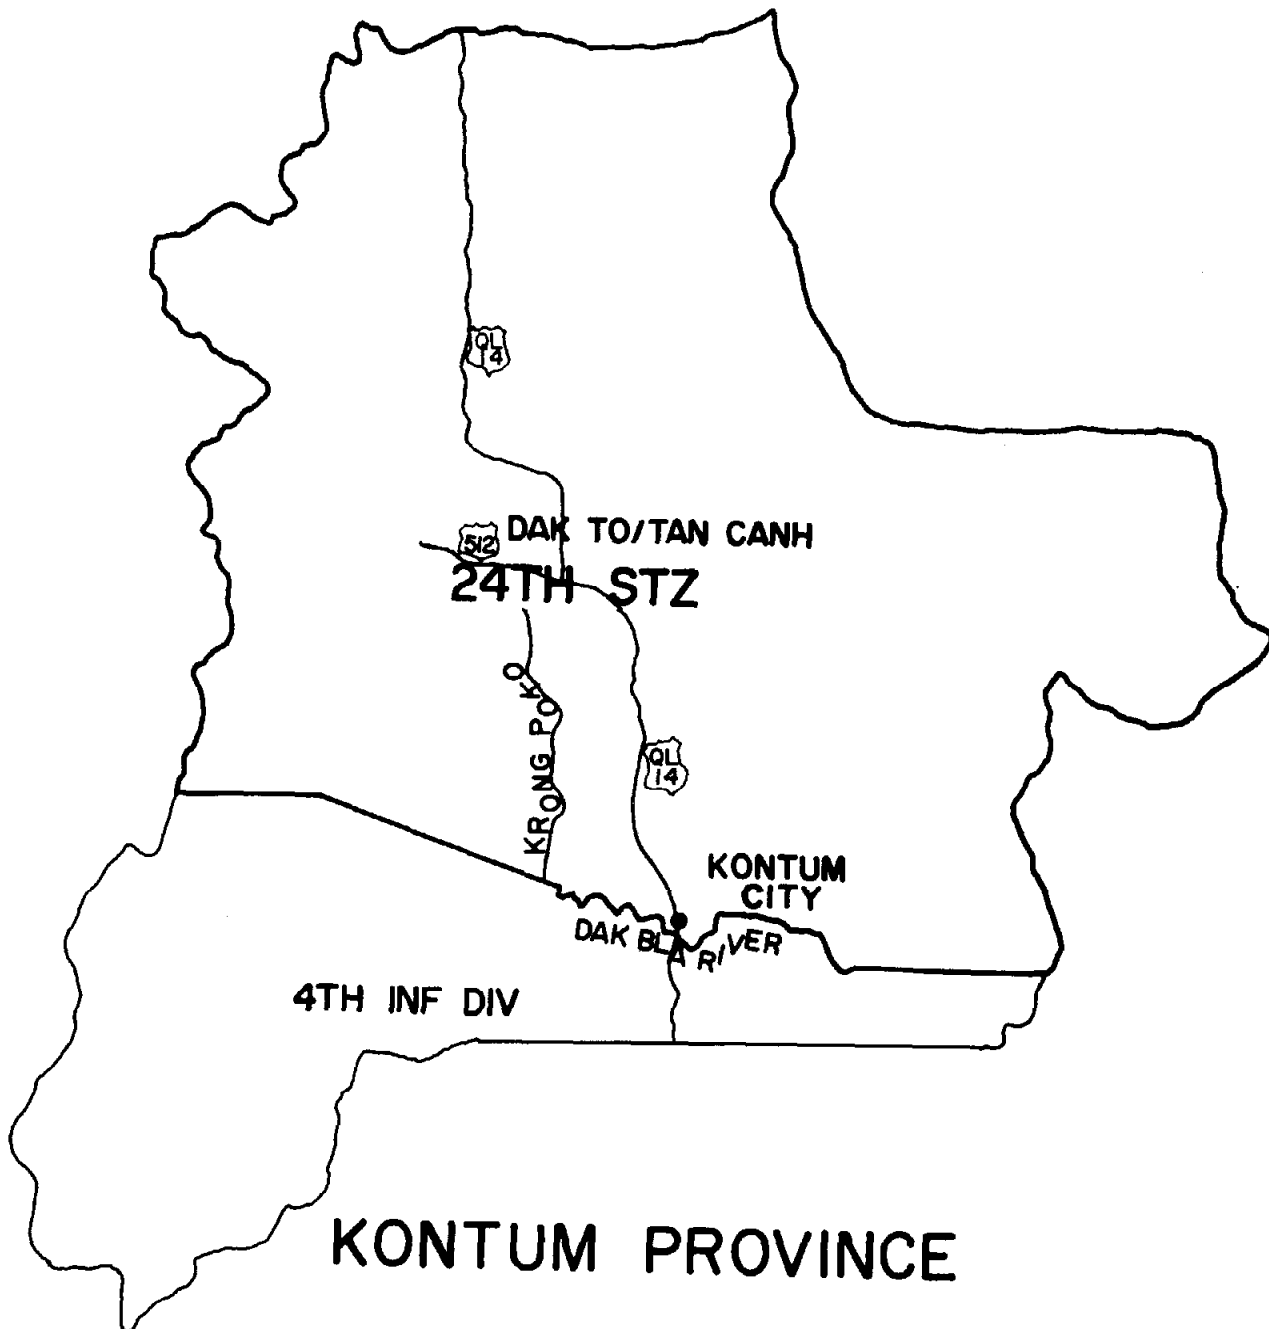 QL
14
512
DAK TO/TAN CANH
24TH STZ
KRONG POKO
QL
14
KONTUM
CITY
DAK BLA RIVER
4TH INF DIV
KONTUM PROVINCE